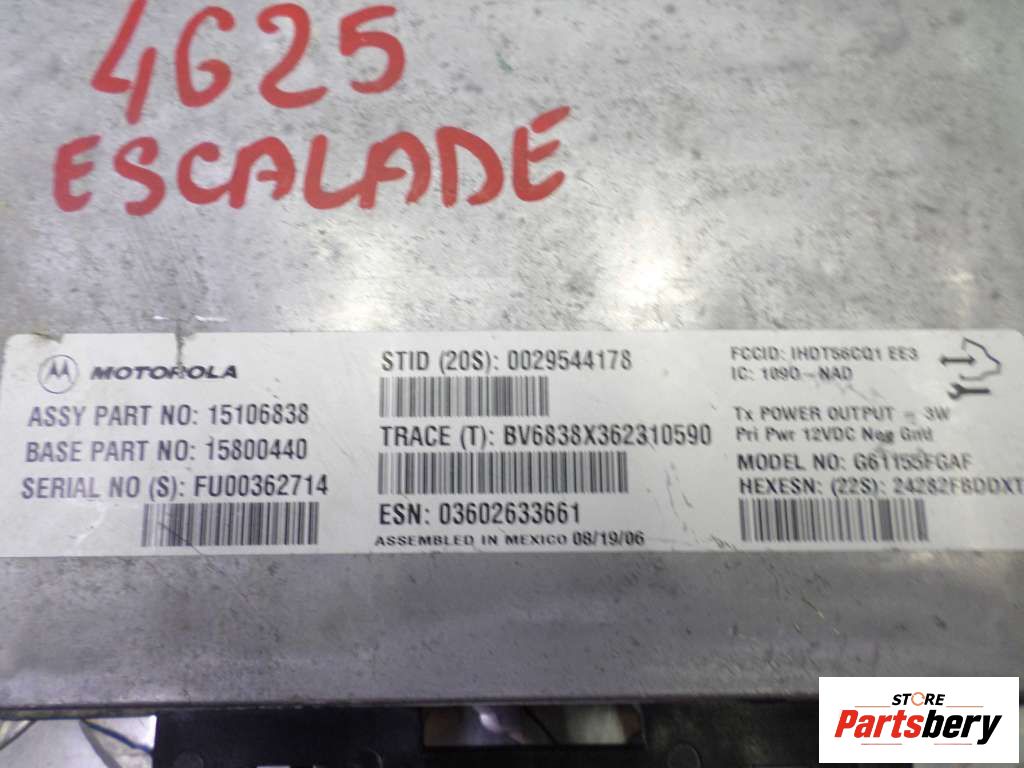 4G25
ESCALADE
MOTOROLA
ASSY PART NO: 15106838
BASE PART NO: 15800440
SERIAL NO (S): FU00362714
STID (20S): 0029544178
TRACE (T): BV6838X362310590
ESN: 03602633661
ASSEMBLED IN MEXICO 08/19/06
FCCID: IHDT56CQ1 EE3
IC: 109O-NAD
Tx POWER OUTPUT - 3W
Pri Pwr 12VDC Neg Gnd
MODEL NO: G61155FGAF
HEXESN: (22S): 24282FBDDXT
STORE
Partsbery